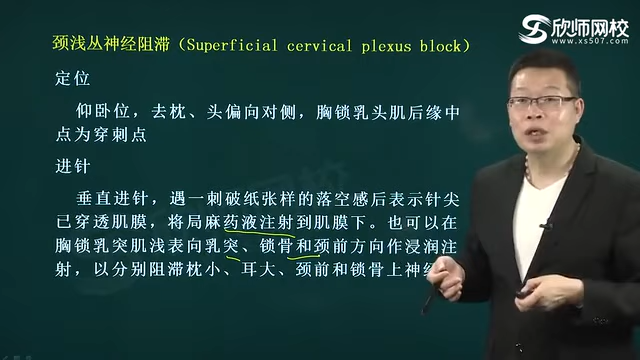 颈浅丛神经阻滞（Superficial cervical plexus block）
欣师网校
www.xs507.com
定位
仰卧位，去枕、头偏向对侧，胸锁乳头肌后缘中
点为穿刺点
进针
垂直进针，遇一刺破纸张样的落空感后表示针尖
已穿透肌膜，将局麻药液注射到肌膜下。也可以在
胸锁乳突肌浅表向乳突、锁骨和颈前方向作浸润注
射，以分别阻滞枕小、耳大、颈前和锁骨上神经